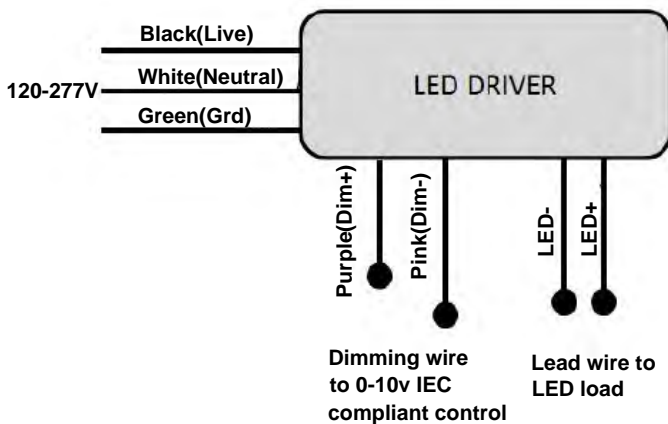 Black(Live)
White(Neutral)
120-277V
Green(Grd)
LED DRIVER
Purple(Dim+)
Pink(Dim-)
LED-
LED+
Dimming wire
to 0-10v IEC
compliant control
Lead wire to
LED load